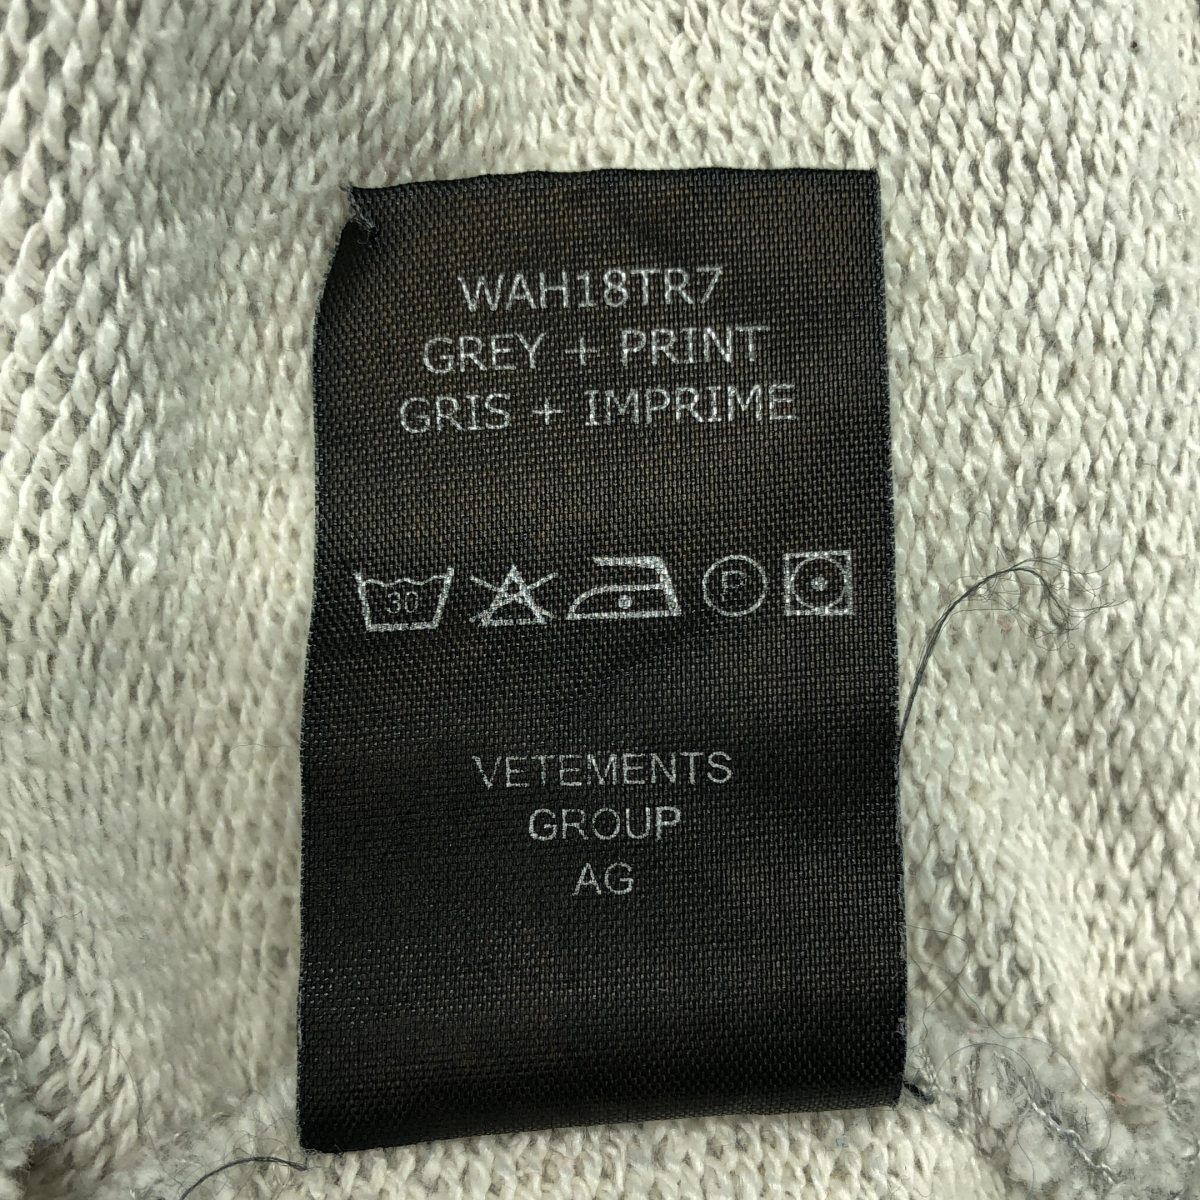 WAH18TR7
GREY + PRINT
GRIS + IMPRIME
30 P
VETEMENTS
GROUP
AG